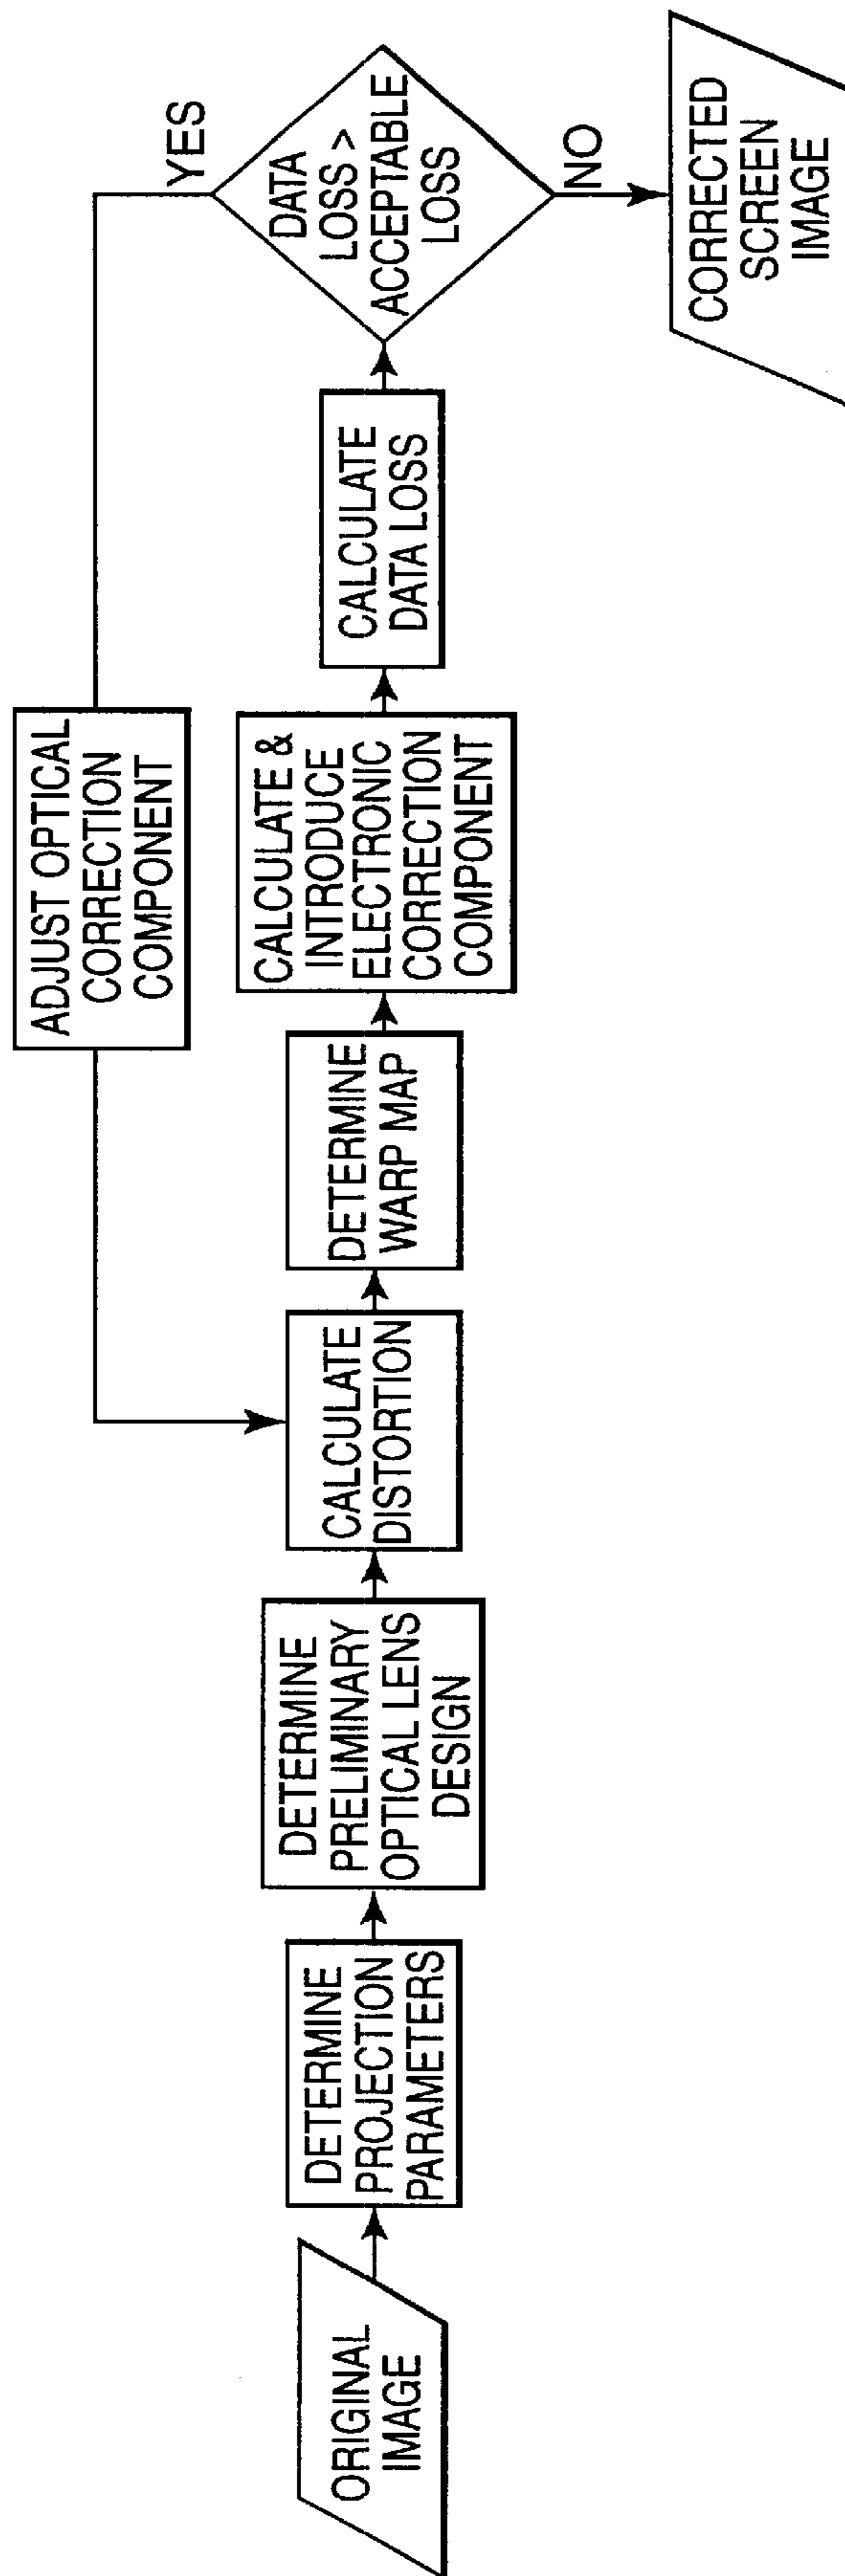 ORIGINAL
IMAGE
DETERMINE
PROJECTION
PARAMETERS
DETERMINE
PRELIMINARY
OPTICAL LENS
DESIGN
CALCULATE
DISTORTION
DETERMINE
WARP MAP
CALCULATE &
INTRODUCE
ELECTRONIC
CORRECTION
COMPONENT
CALCULATE
DATA LOSS
DATA
LOSS >
ACCEPTABLE
LOSS
YES
ADJUST OPTICAL
CORRECTION
COMPONENT
NO
CORRECTED
SCREEN
IMAGE